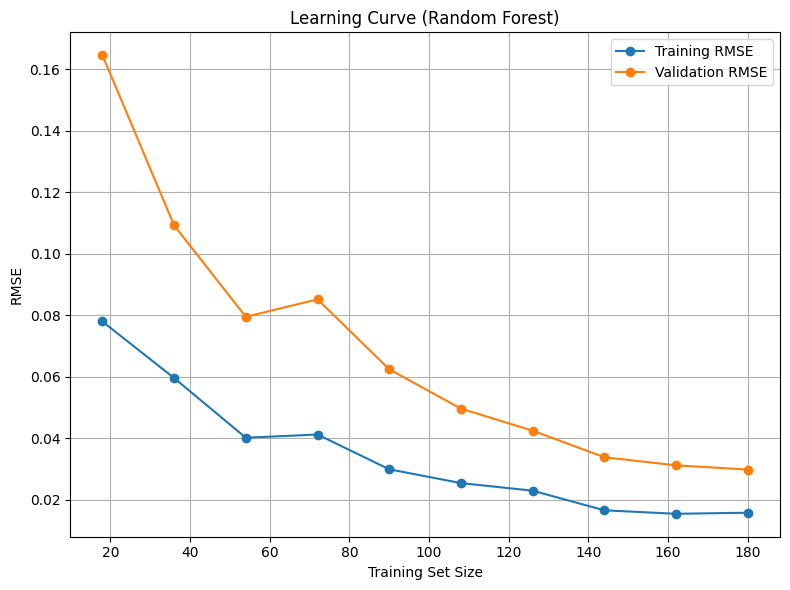 Learning Curve (Random Forest)
Training RMSE
Validation RMSE
0.16
0.14
0.12
0.10
0.08
0.06
0.04
0.02
RMSE
20 40 60 80 100 120 140 160 180
Training Set Size